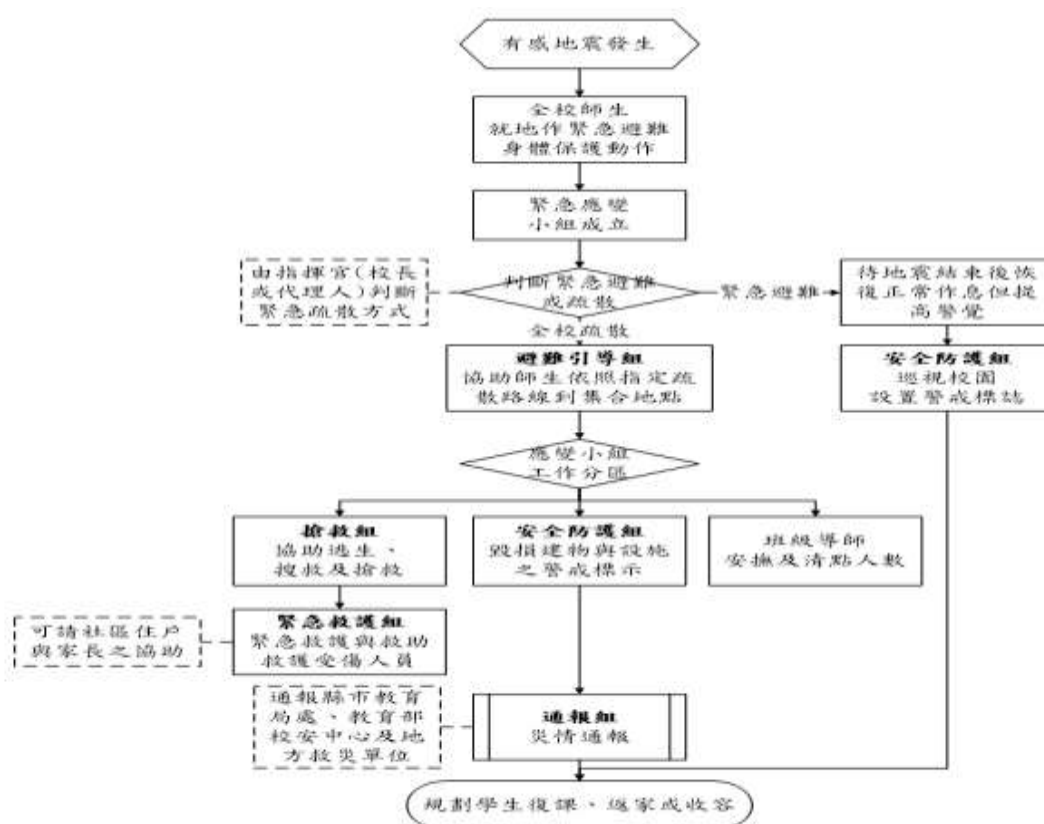 有感地震發生
全校師生
就地作緊急避難
身體保護動作
緊急應變
小組成立
由指揮官(校長
或代理人)判斷
緊急疏散方式
判斷緊急避難
或疏散
緊急避難
待地震結束後恢
復正常作息但提
高警覺
全校疏散
避難引導組
協助師生依照指定疏
散路線到集合地點
安全防護組
巡視校園
設置警戒標誌
應變小組
工作分區
搶救組
協助逃生、
搜救及搶救
安全防護組
毀損建物與設施
之警戒標示
班級導師
安撫及清點人數
可請社區住戶
與家長之協助
緊急救護組
緊急救護與救助
救護受傷人員
通報縣市教育
局處、教育部
校安中心及地
方救災單位
通報組
災情通報
規劃學生復課、返家或收容